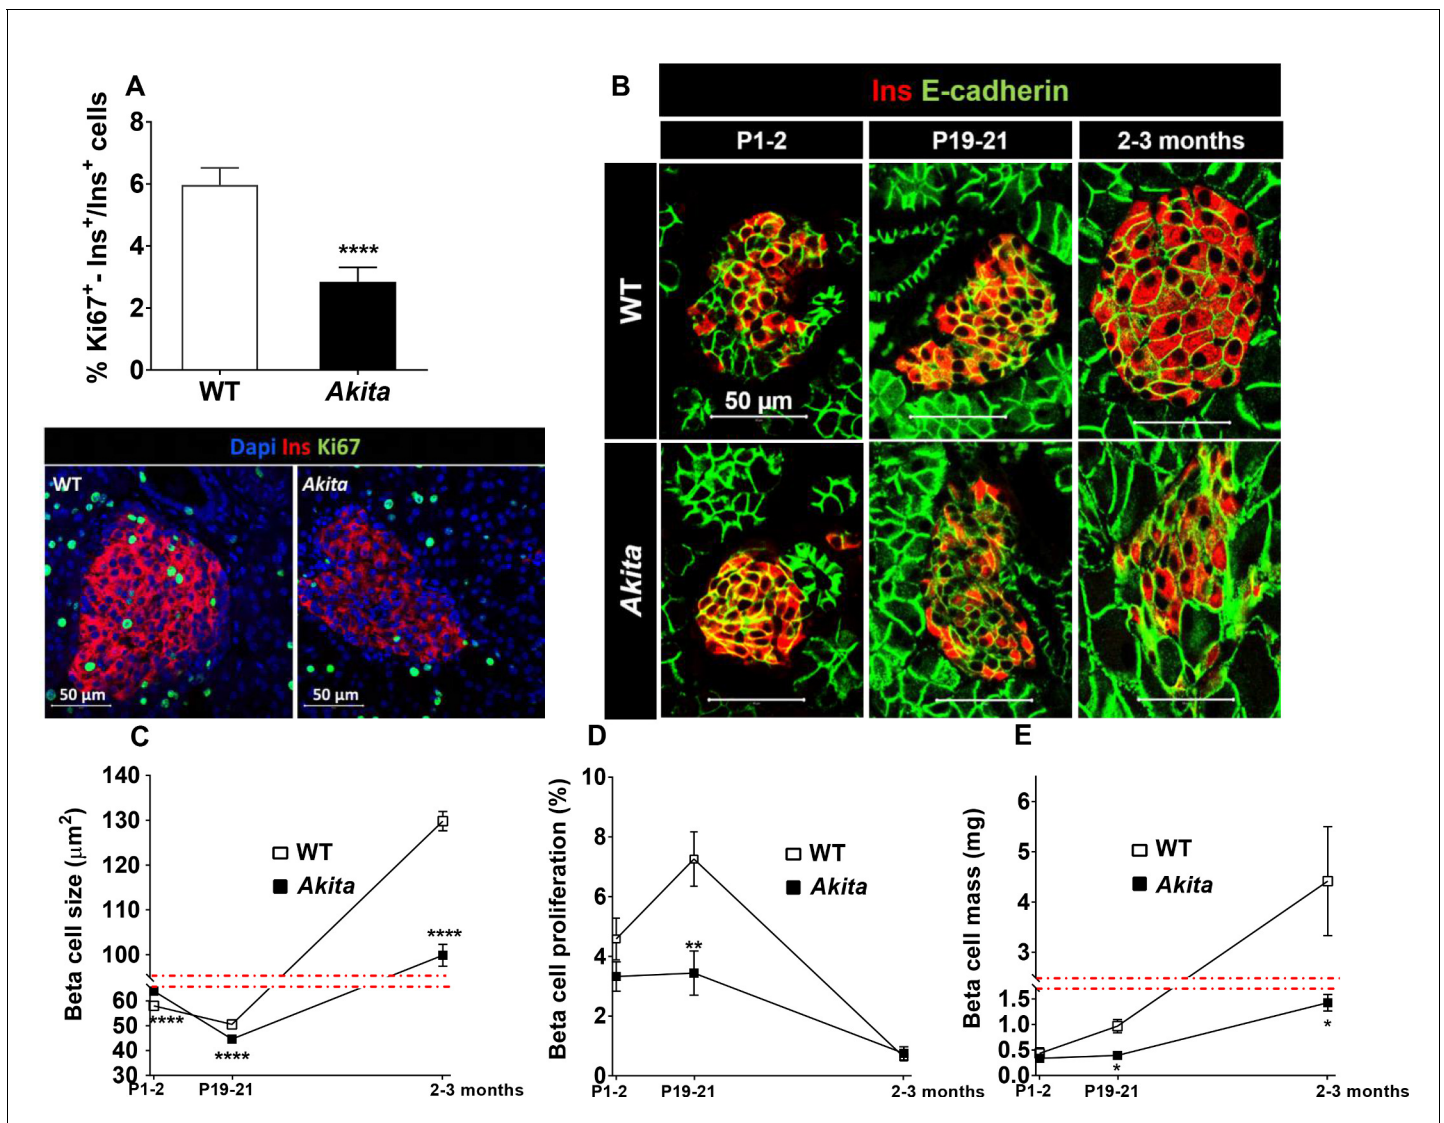 A
% Ki67+ - Ins+/Ins+ cells
8
6
4
2
0
****
WT
Akita
Dapi Ins Ki67
WT
Akita
50 µm
50 µm
B
Ins E-cadherin
P1-2
P19-21
2-3 months
WT
50 µm
Akita
C
Beta cell size (µm2)
140
130
120
110
100
60
50
40
30
WT
Akita
****
****
****
P1-2
P19-21
2-3 months
D
Beta cell proliferation (%)
10
8
6
4
2
0
WT
Akita
**
P1-2
P19-21
2-3 months
E
Beta cell mass (mg)
6
5
4
3
1.5
1.0
0.5
0.0
WT
Akita
*
*
P1-2
P19-21
2-3 months